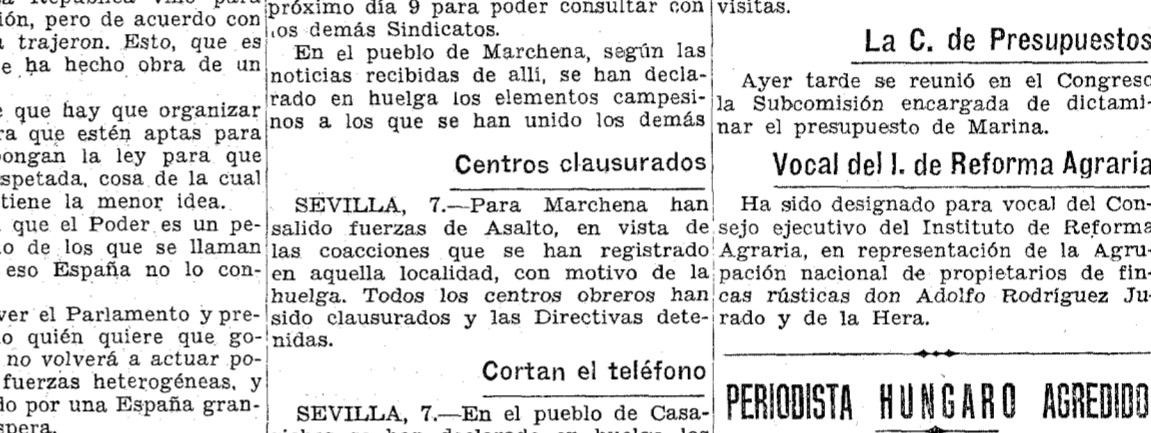 ión, pero de acuerdo con
trajeron. Esto, que es
e ha hecho obra de un
que hay que organizar
ra que estén aptas para
pongan la ley para que
spetada, cosa de la cual
tiene la menor idea.
que el Poder es un pe-
o de los que se llaman
eso España no lo con-
ver el Parlamento y pre-
o quién quiere que go-
no volverá a actuar po-
fuerzas heterogéneas, y
do por una España gran-
spera.
próximo día 9 para poder consultar con
los demás Sindicatos.
En el pueblo de Marchena, según las
noticias recibidas de allí, se han decla-
rado en huelga los elementos campesi-
nos a los que se han unido los demás
Centros clausurados
SEVILLA, 7.—Para Marchena han
salido fuerzas de Asalto, en vista de
las coacciones que se han registrado
en aquella localidad, con motivo de la
huelga. Todos los centros obreros han
sido clausurados y las Directivas dete-
nidas.
Cortan el teléfono
SEVILLA, 7.—En el pueblo de Casa-
visitas.
La C. de Presupuestos
Ayer tarde se reunió en el Congreso
la Subcomisión encargada de dictami-
nar el presupuesto de Marina.
Vocal del I. de Reforma Agraria
Ha sido designado para vocal del Con-
sejo ejecutivo del Instituto de Reforma
Agraria, en representación de la Agru-
pación nacional de propietarios de fin-
cas rústicas don Adolfo Rodríguez Ju-
rado y de la Hera.
PERIODISTA HUNGARO AGREDIDO